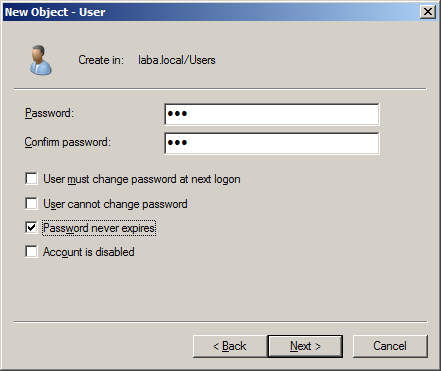 New Object - User
Create in: laba.local/Users
Password: •••
Confirm password: •••
User must change password at next logon
User cannot change password
Password never expires
Account is disabled
< Back Next > Cancel